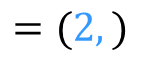 = (2, )